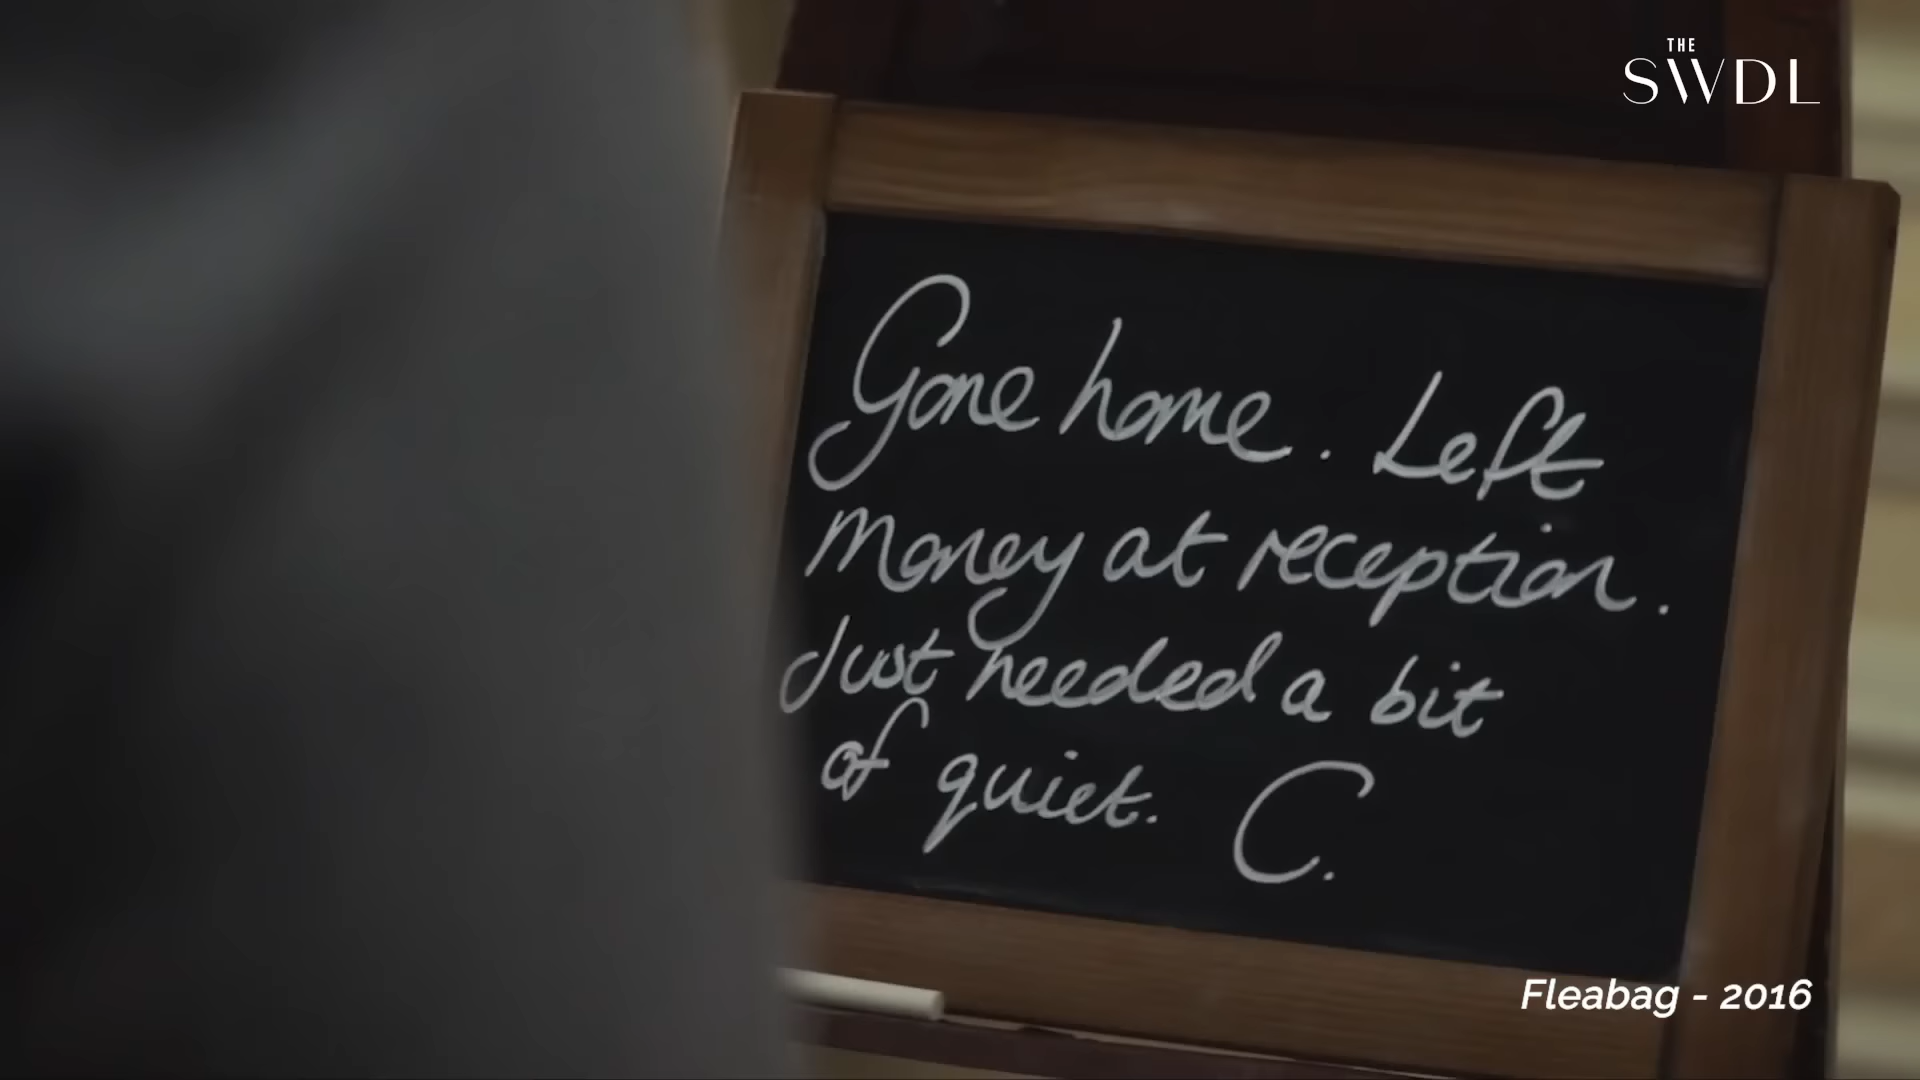 THE
SWDL
Gone home. Left
money at reception.
Just needed a bit
of quiet. C.
Fleabag - 2016